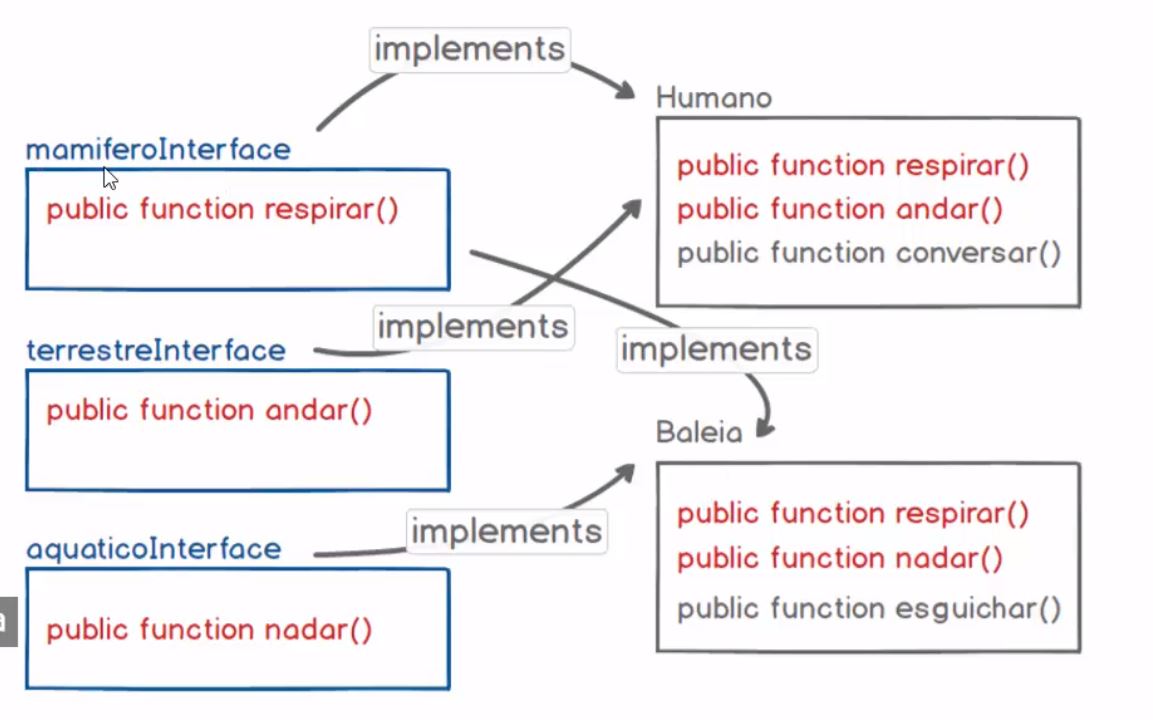 implements
Humano
public function respirar()
public function andar()
public function conversar()
mamiferoInterface
public function respirar()
implements
implements
terrestreInterface
public function andar()
Baleia
public function respirar()
public function nadar()
public function esguichar()
implements
aquaticoInterface
public function nadar()
a